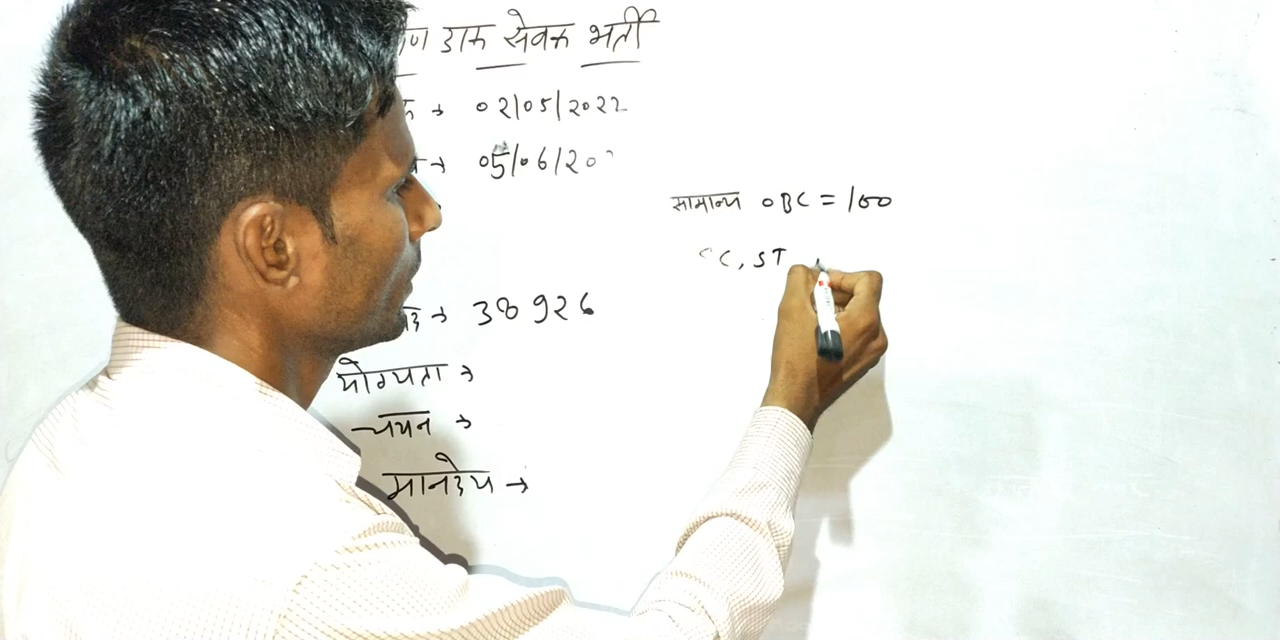 डाक सेवक भर्ती
→ 02/05/2022
→ 05/06/20
सामान्य OBC = 100
SC, ST
→ 38926
योग्यता →
चयन →
मानदेय →